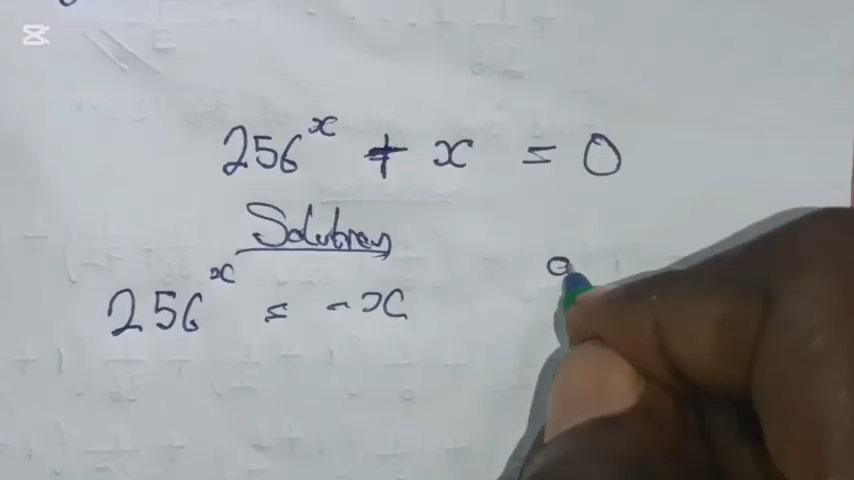 256^x + x = 0
Solution
256^x = -x